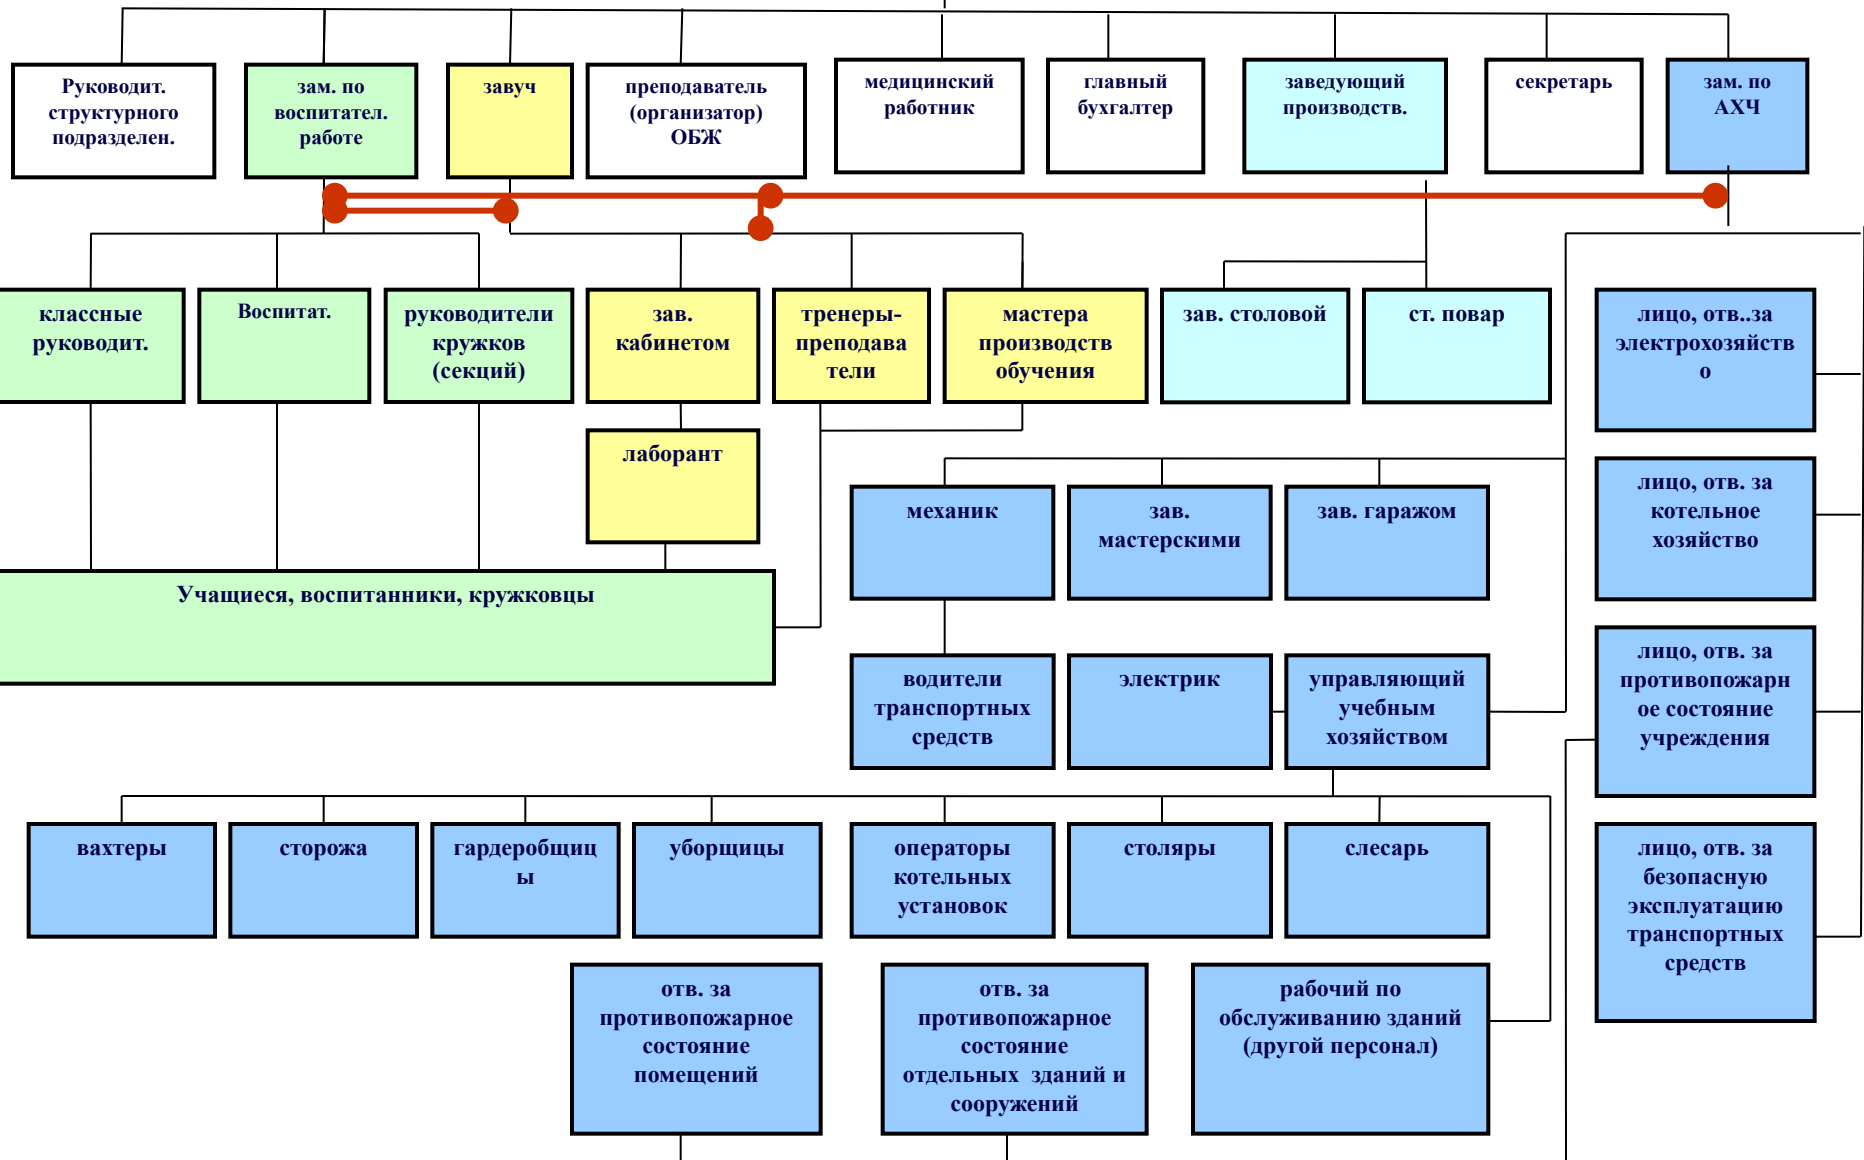 Руководит.
структурного
подразделен.
зам. по
воспитател.
работе
завуч
преподаватель
(организатор)
ОБЖ
медицинский
работник
главный
бухгалтер
заведующий
производств.
секретарь
зам. по
АХЧ
классные
руководит.
Воспитат.
руководители
кружков
(секций)
зав.
кабинетом
тренеры-
преподава
тели
мастера
производств
обучения
зав. столовой
ст. повар
лицо, отв..за
электрохозяйств
о
лаборант
механик
зав.
мастерскими
зав. гаражом
лицо, отв. за
котельное
хозяйство
Учащиеся, воспитанники, кружковцы
водители
транспортных
средств
электрик
управляющий
учебным
хозяйством
лицо, отв. за
противопожарн
ое состояние
учреждения
вахтеры
сторожа
гардеробщиц
ы
уборщицы
операторы
котельных
установок
столяры
слесарь
лицо, отв. за
безопасную
эксплуатацию
транспортных
средств
отв. за
противопожарное
состояние
помещений
отв. за
противопожарное
состояние
отдельных  зданий и
сооружений
рабочий по
обслуживанию зданий
(другой персонал)